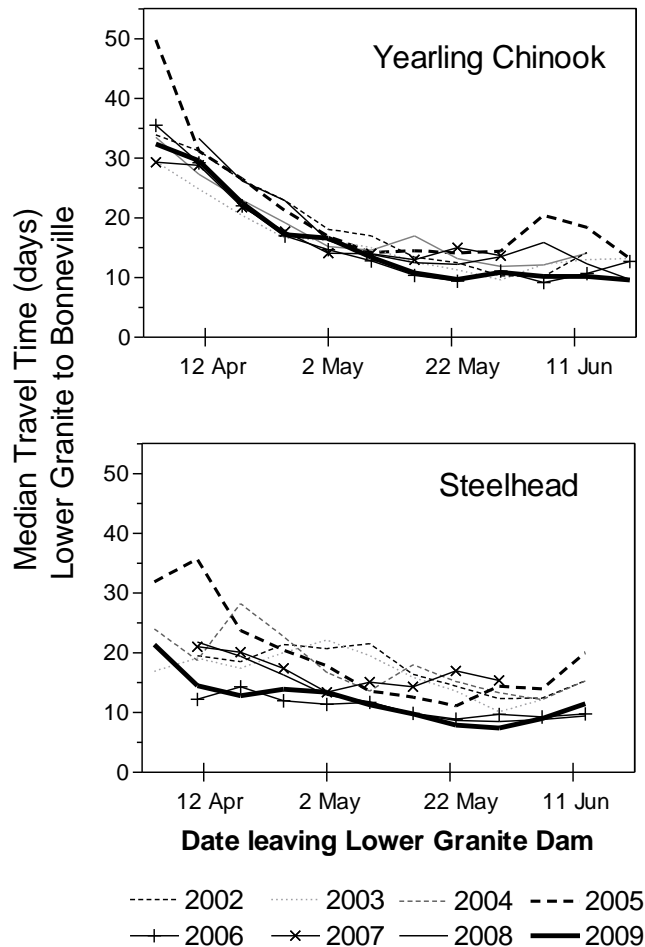 Median Travel Time (days)
Lower Granite to Bonneville
Yearling Chinook
50
40
30
20
10
0
12 Apr 2 May 22 May 11 Jun
Steelhead
50
40
30
20
10
0
12 Apr 2 May 22 May 11 Jun
Date leaving Lower Granite Dam
2002 2003 2004 2005
2006 2007 2008 2009